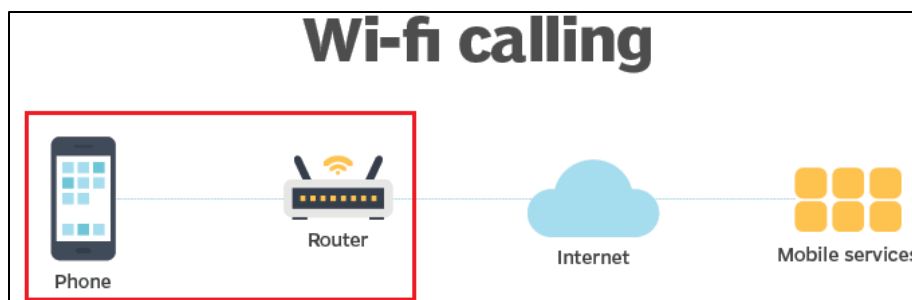 Wi-fi calling
Phone
Router
Internet
Mobile services